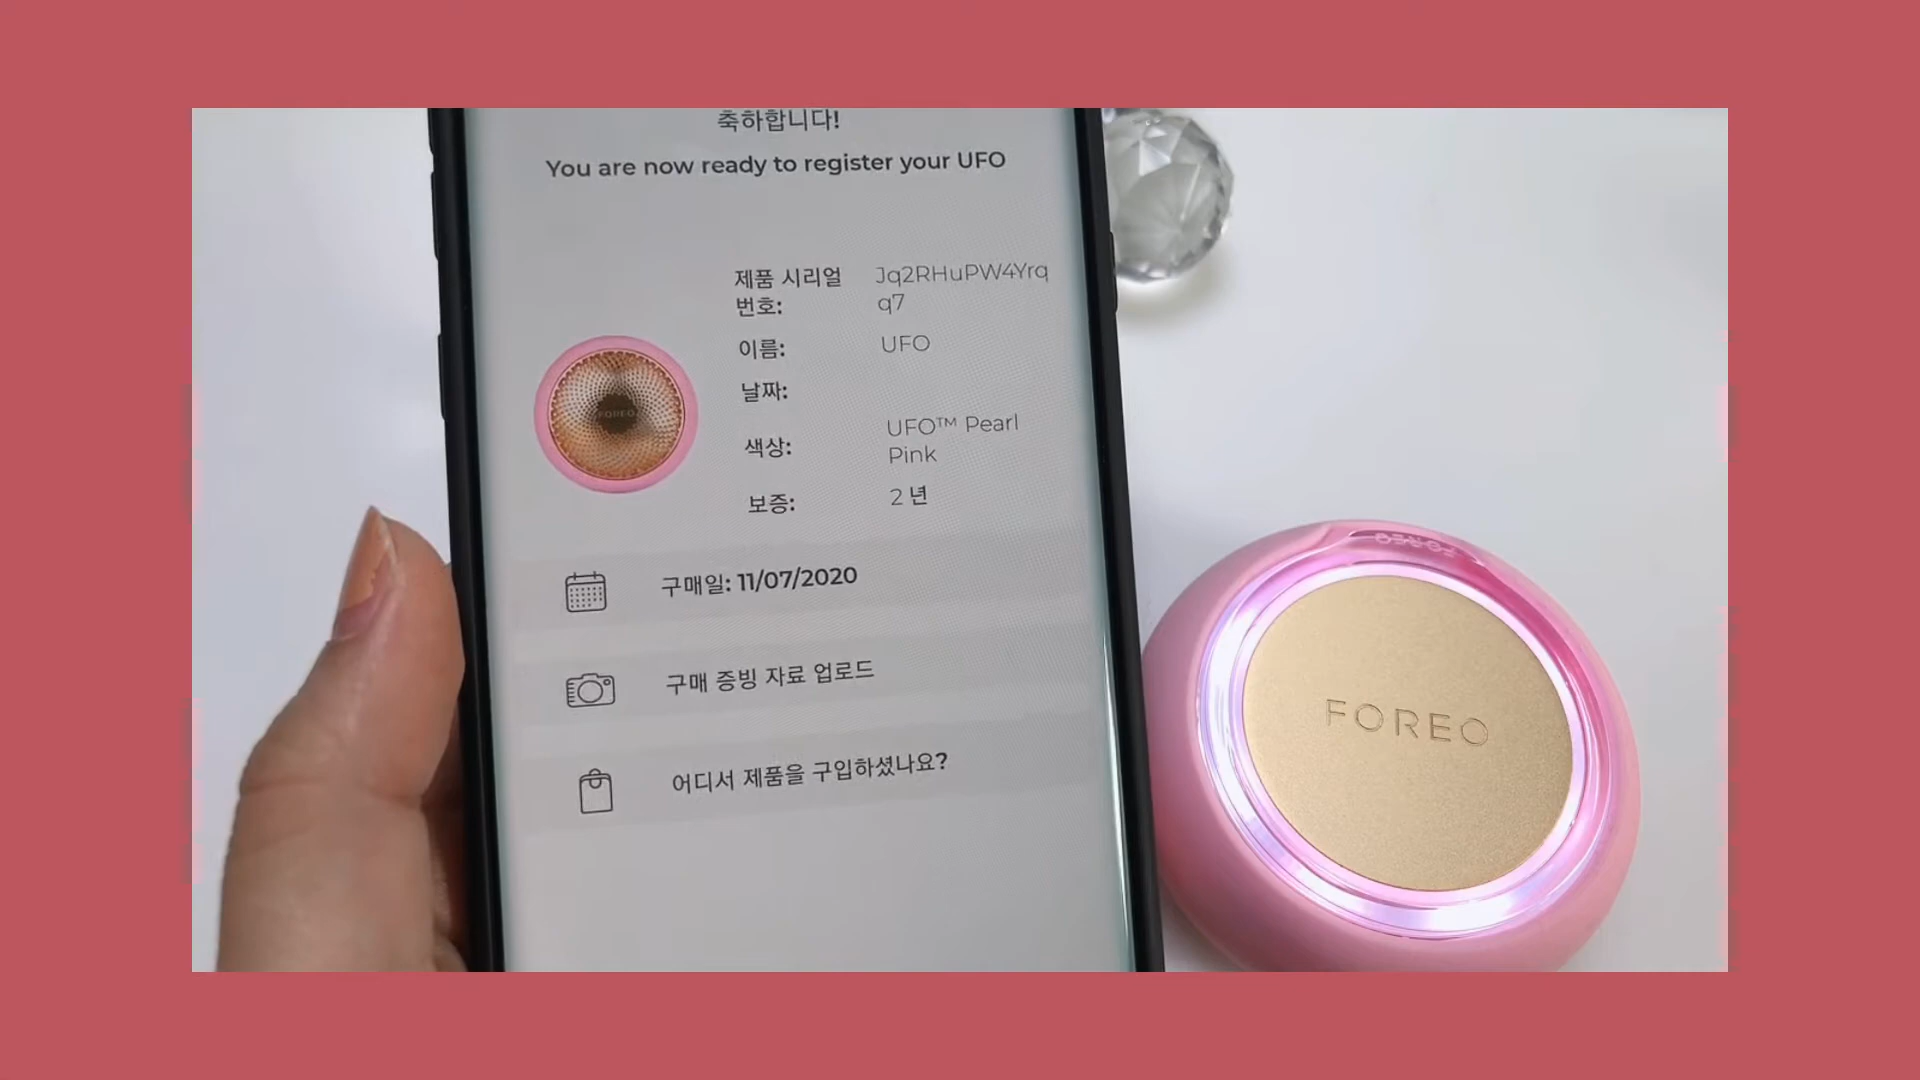 축하합니다!
You are now ready to register your UFO
제품 시리얼
번호:
Jq2RHuPW4Yrq
q7
이름:
UFO
날짜:
색상:
UFO™ Pearl
Pink
보증:
2 년
FOREO
구매일: 11/07/2020
구매 증빙 자료 업로드
어디서 제품을 구입하셨나요?
FOREO
FOREO